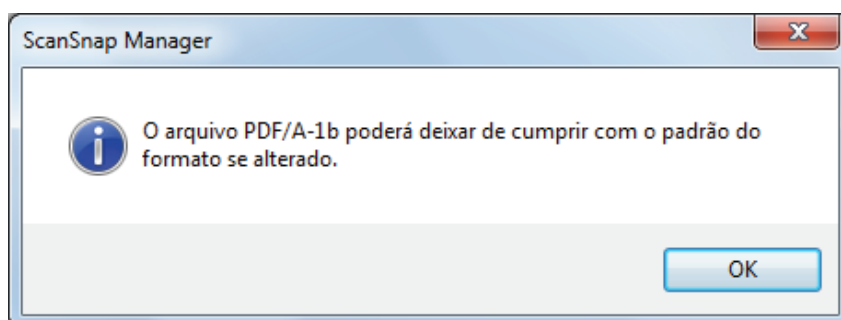 ScanSnap Manager
O arquivo PDF/A-1b poderá deixar de cumprir com o padrão do
formato se alterado.
OK